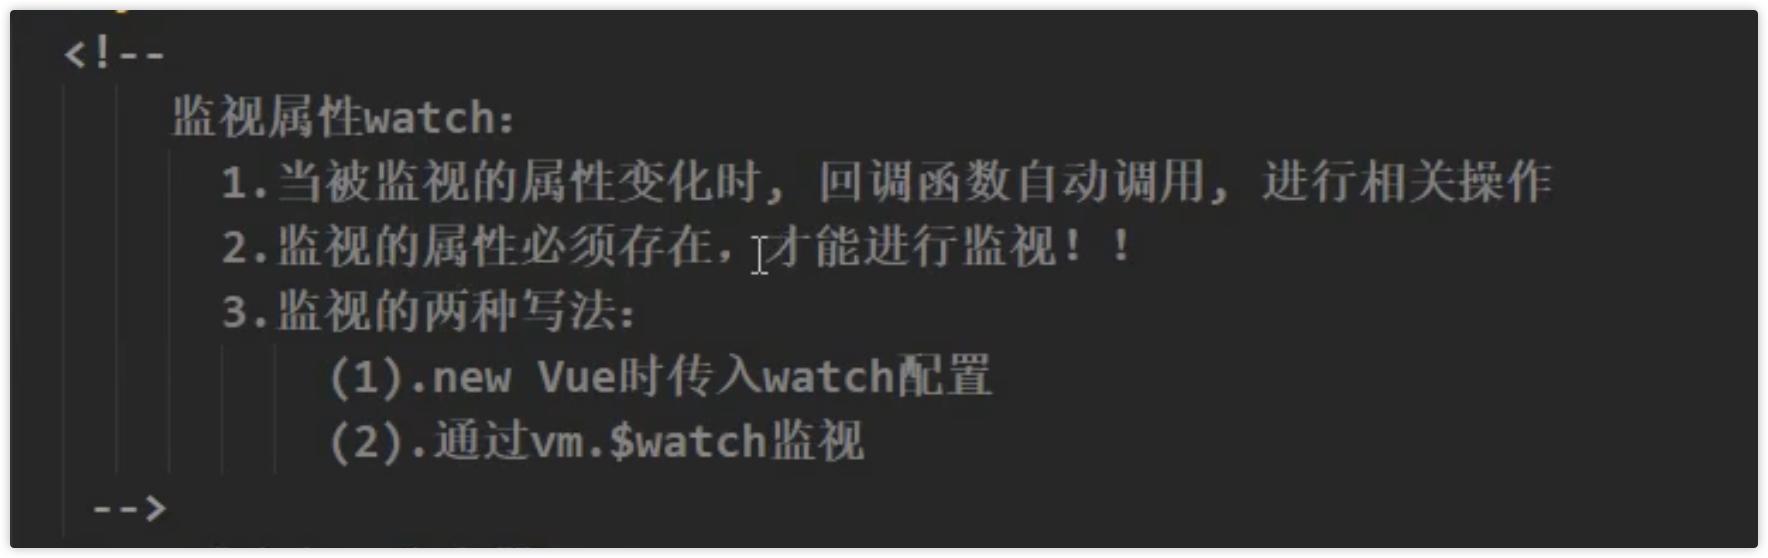 <!--
监视属性watch：
1.当被监视的属性变化时, 回调函数自动调用, 进行相关操作
2.监视的属性必须存在，才能进行监视！！
3.监视的两种写法：
(1).new Vue时传入watch配置
(2).通过vm.$watch监视
-->